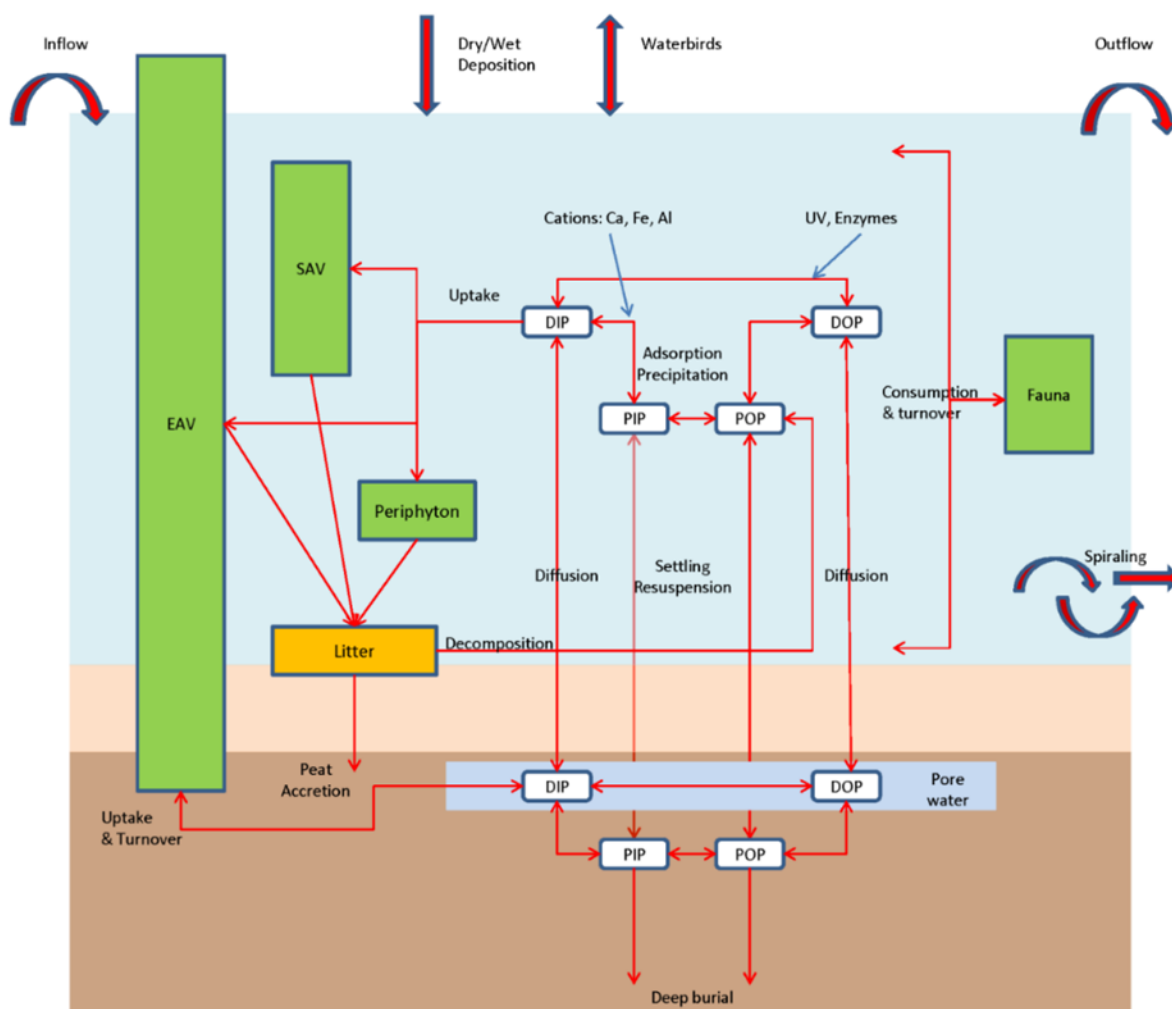 Inflow
Dry/Wet
Deposition
Waterbirds
Outflow
Cations: Ca, Fe, Al
UV, Enzymes
SAV
Uptake
DIP
DOP
Adsorption
Precipitation
Consumption
& turnover
Fauna
EAV
PIP
POP
Periphyton
Diffusion
Settling
Resuspension
Diffusion
Spiraling
Litter
Decomposition
Peat
Accretion
DIP
DOP
Pore
water
Uptake
& Turnover
PIP
POP
Deep burial